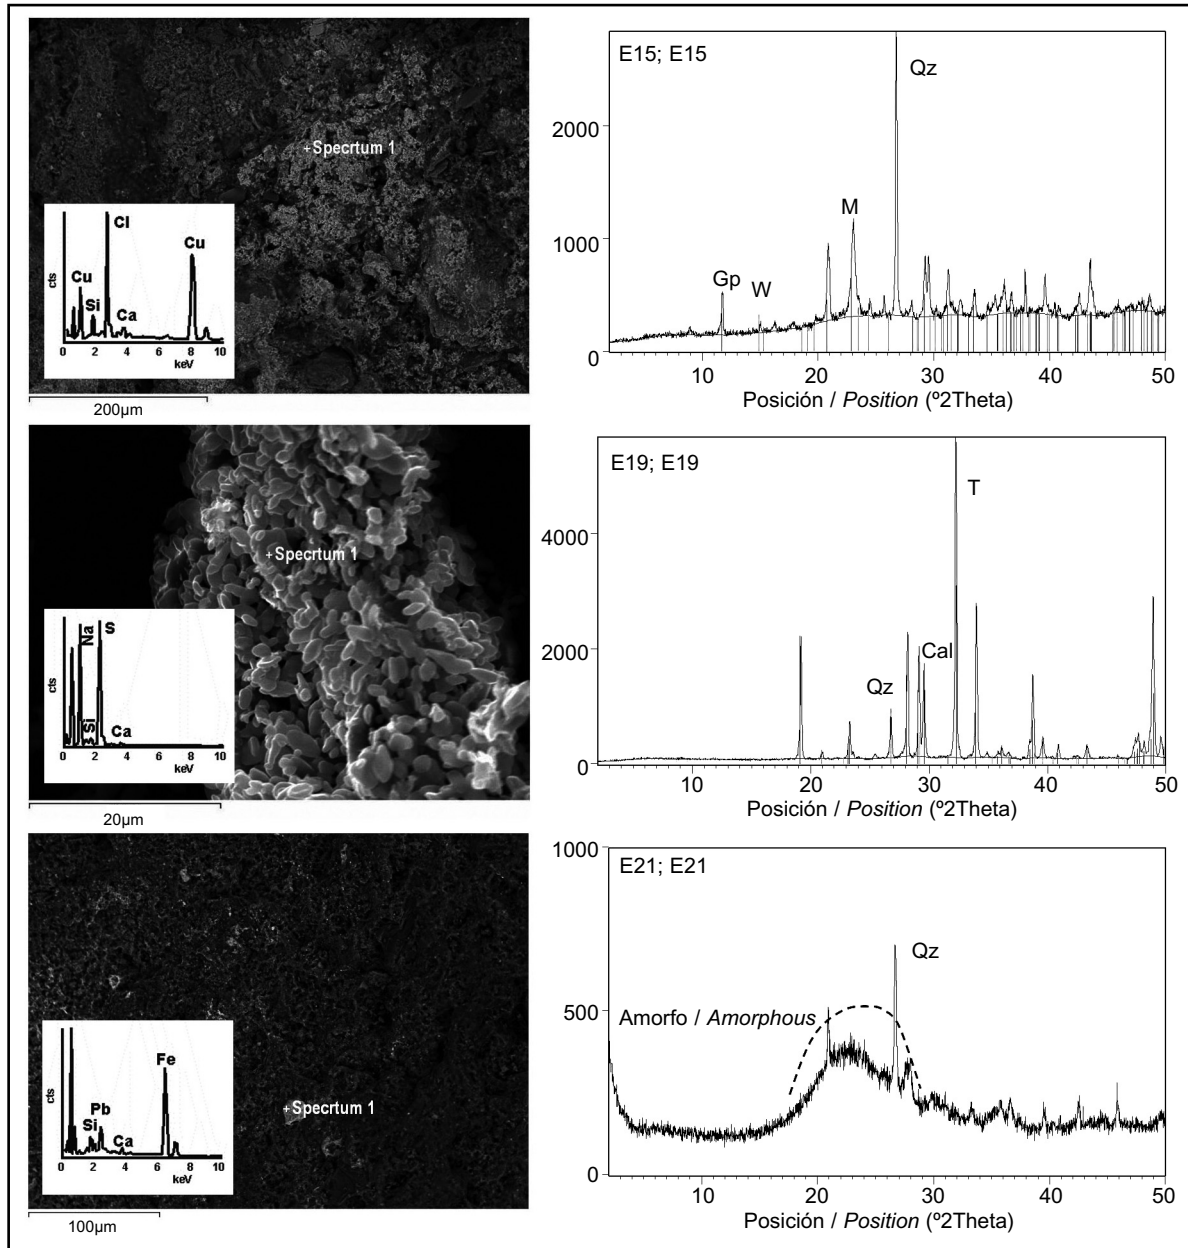 +Specrtum 1
cts
Cl
Cu
Cu
Si
Ca
0 2 4 6 8 10
keV
200µm
E15; E15
Qz
M
Gp
W
2000
1000
0
10 20 30 40 50
Posición / Position (º2Theta)
+Specrtum 1
cts
Na
S
Si
Ca
0 2 4 6 8 10
keV
20µm
E19; E19
T
Cal
Qz
4000
2000
0
10 20 30 40 50
Posición / Position (º2Theta)
+Specrtum 1
cts
Fe
Pb
Si
Ca
0 2 4 6 8 10
keV
100µm
1000
E21; E21
Qz
500
Amorfo / Amorphous
0
10 20 30 40 50
Posición / Position (º2Theta)